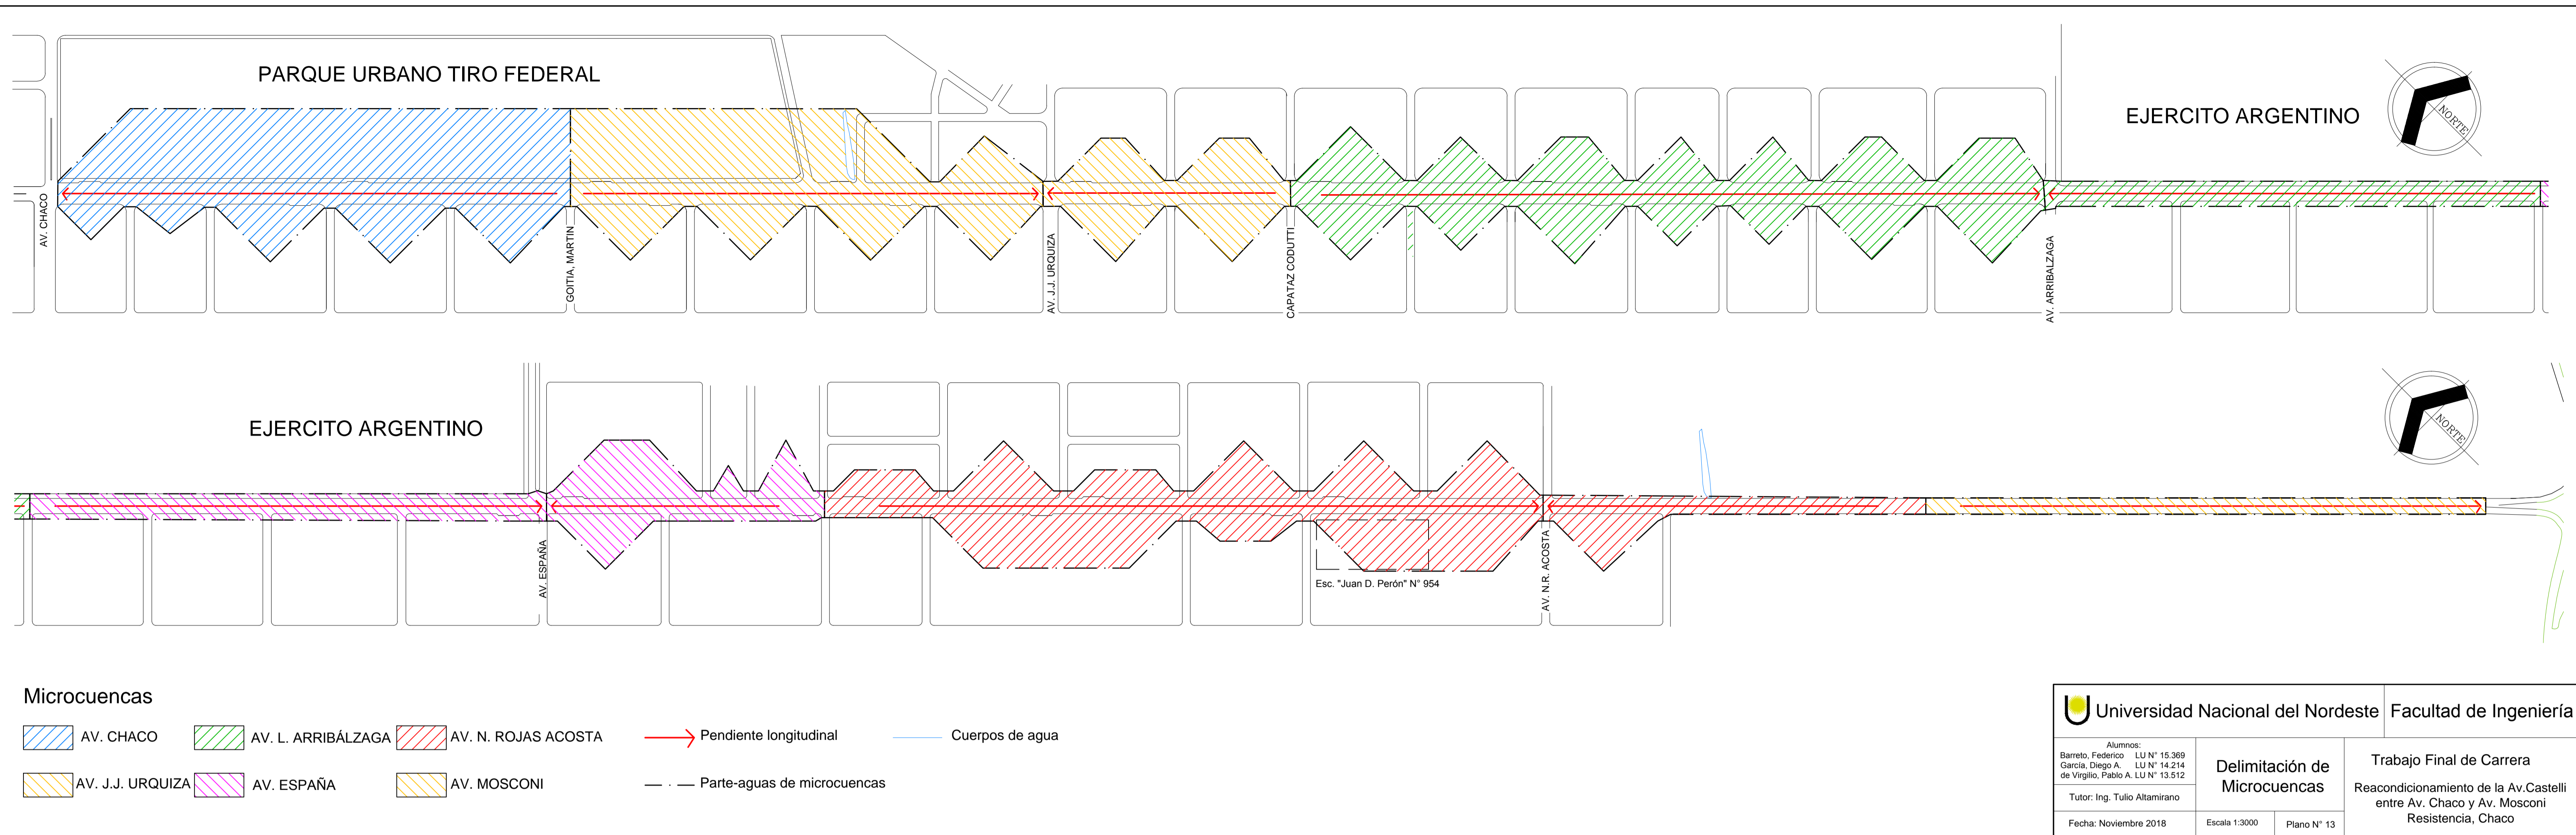 PARQUE URBANO TIRO FEDERAL
EJERCITO ARGENTINO
NORTE
AV. CHACO
GOITIA, MARTIN
AV. J.J. URQUIZA
CAPATAZ CODUTTI
AV. ARRIBALZAGA
EJERCITO ARGENTINO
NORTE
AV. ESPAÑA
Esc. "Juan D. Perón" N° 954
AV. N.R. ACOSTA
Microcuencas
AV. CHACO
AV. L. ARRIBÁLZAGA
AV. N. ROJAS ACOSTA
Pendiente longitudinal
Cuerpos de agua
AV. J.J. URQUIZA
AV. ESPAÑA
AV. MOSCONI
Parte-aguas de microcuencas
Universidad Nacional del Nordeste
Facultad de Ingeniería
Alumnos:
Barreto, Federico LU N° 15.369
García, Diego A. LU N° 14.214
de Virgilio, Pablo A. LU N° 13.512
Tutor: Ing. Tulio Altamirano
Fecha: Noviembre 2018
Delimitación de
Microcuencas
Escala 1:3000
Plano N° 13
Trabajo Final de Carrera
Reacondicionamiento de la Av.Castelli
entre Av. Chaco y Av. Mosconi
Resistencia, Chaco